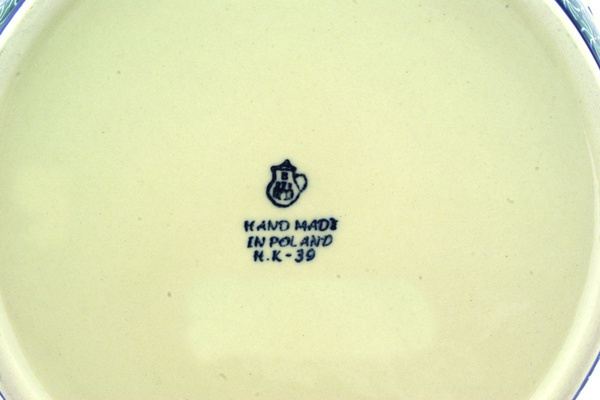 B
HAND MADE
IN POLAND
H.K-39